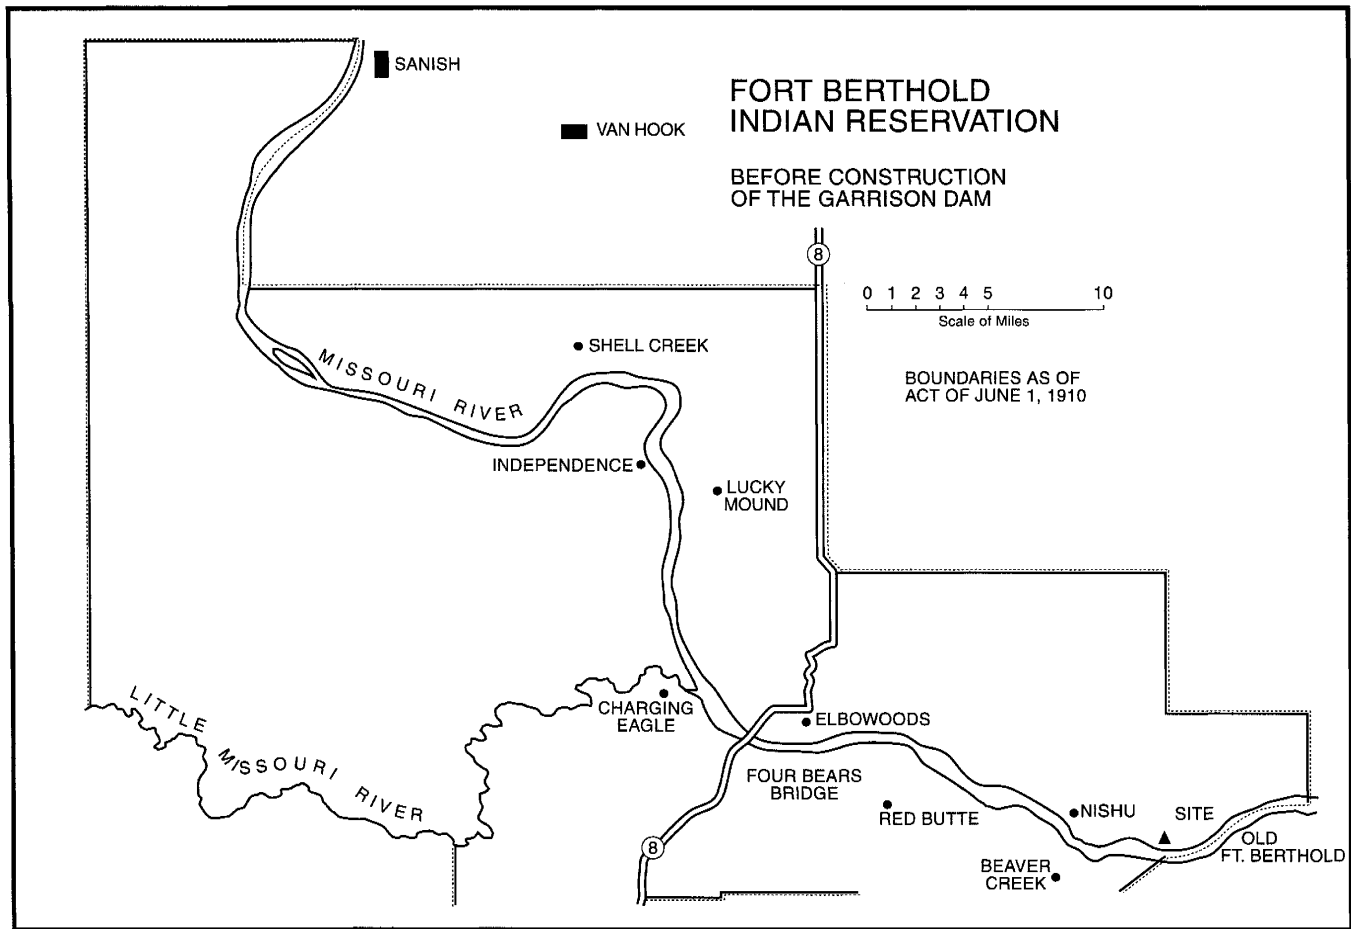 SANISH
VAN HOOK
FORT BERTHOLD
INDIAN RESERVATION
BEFORE CONSTRUCTION
OF THE GARRISON DAM
8
0 1 2 3 4 5 10
Scale of Miles
BOUNDARIES AS OF
ACT OF JUNE 1, 1910
SHELL CREEK
MISSOURI RIVER
INDEPENDENCE
LUCKY
MOUND
CHARGING
EAGLE
ELBOWOODS
LITTLE MISSOURI RIVER
FOUR BEARS
BRIDGE
RED BUTTE
NISHU
SITE
OLD
FT. BERTHOLD
8
BEAVER
CREEK